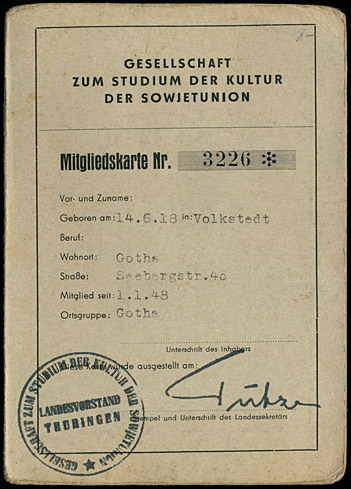 GESELLSCHAFT
ZUM STUDIUM DER KULTUR
DER SOWJETUNION
Mitgliedskarte Nr. 3226 ✻
Vor- und Zuname:
Geboren am: 14.6.18 in: Volkstedt
Beruf:
Wohnort: Gotha
Straße: Seebergstr.40
Mitglied seit: 1.1.48
Ortsgruppe: Gotha
Unterschrift des Inhabers
Diese Karte wurde ausgestellt am:
Stempel und Unterschrift des Landessekretärs
GESELLSCHAFT ZUM STUDIUM DER KULTUR DER SOWJETUNION
LANDESVORSTAND
THÜRINGEN